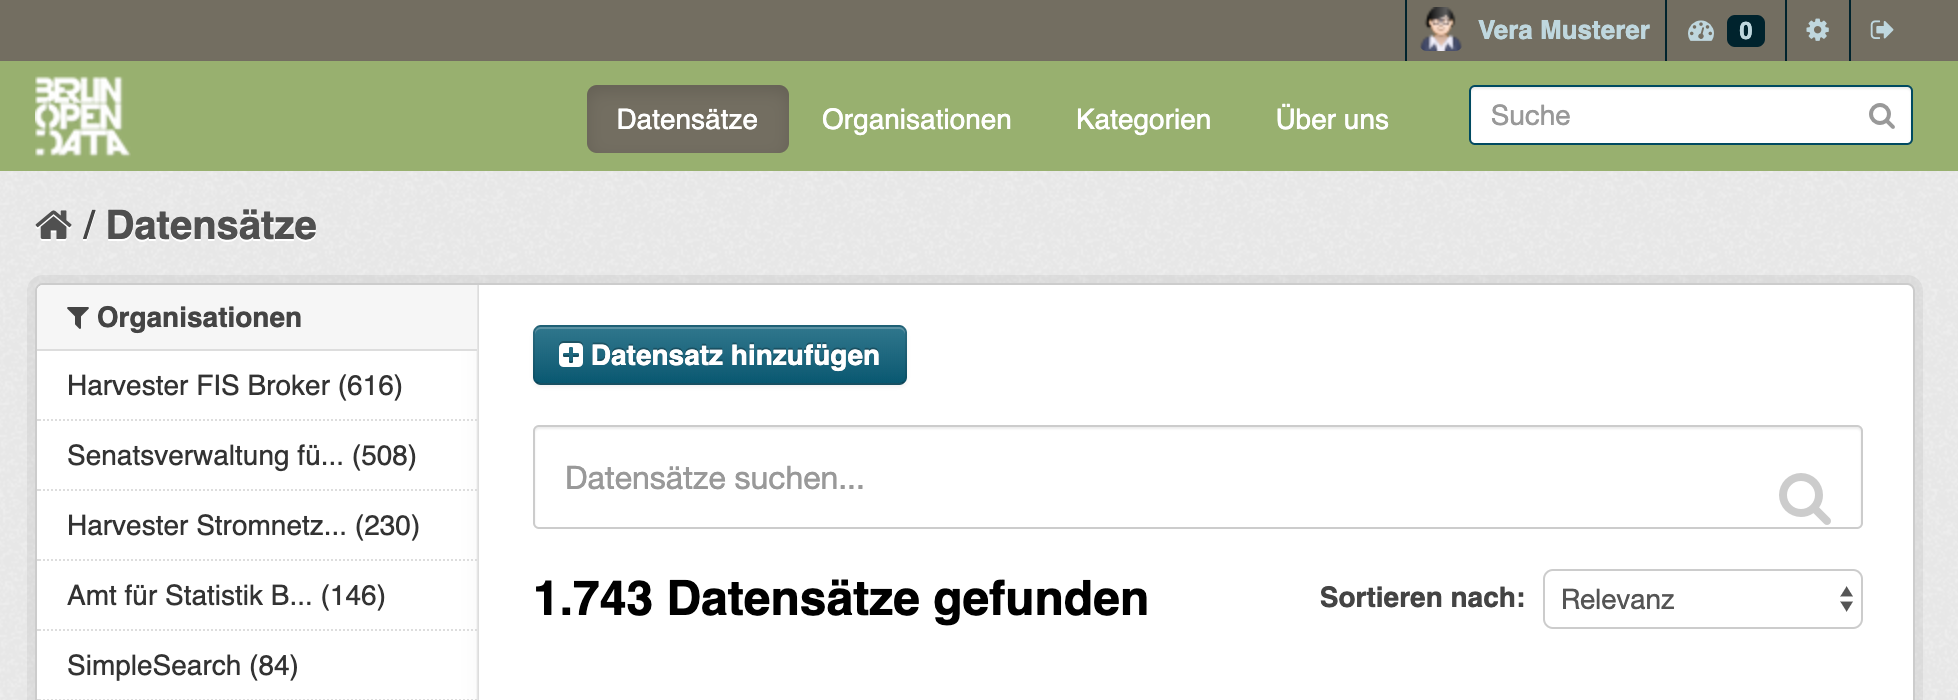 Vera Musterer 0
BERLIN
OPEN
DATA
Datensätze Organisationen Kategorien Über uns Suche
/ Datensätze
Organisationen
Harvester FIS Broker (616)
Senatsverwaltung fü... (508)
Harvester Stromnetz... (230)
Amt für Statistik B... (146)
SimpleSearch (84)
Datensatz hinzufügen
Datensätze suchen...
1.743 Datensätze gefunden
Sortieren nach: Relevanz